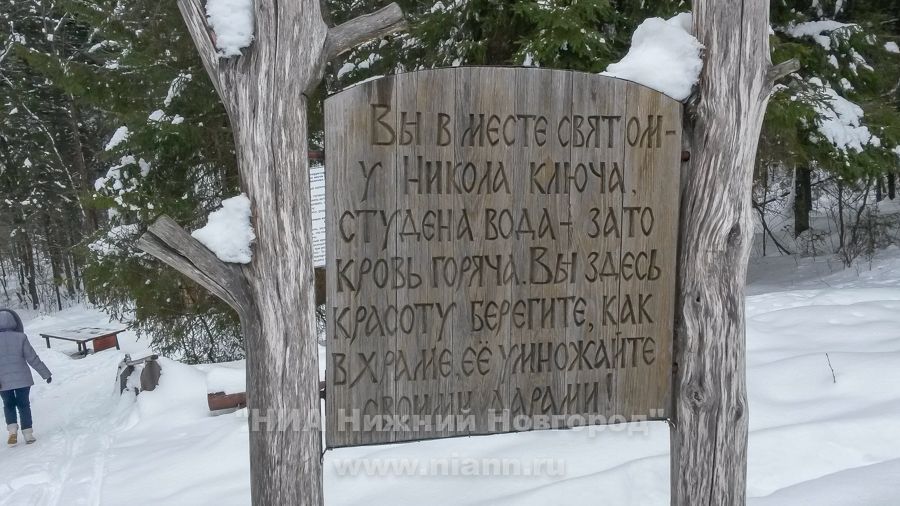 Вы в месте святом-
у Никола ключа.
студена вода- зато
кровь горяча. Вы здесь
красоту берегите, как
в храме, её умножайте
своими дарами!
"НИА Нижний Новгород"
www.niann.ru